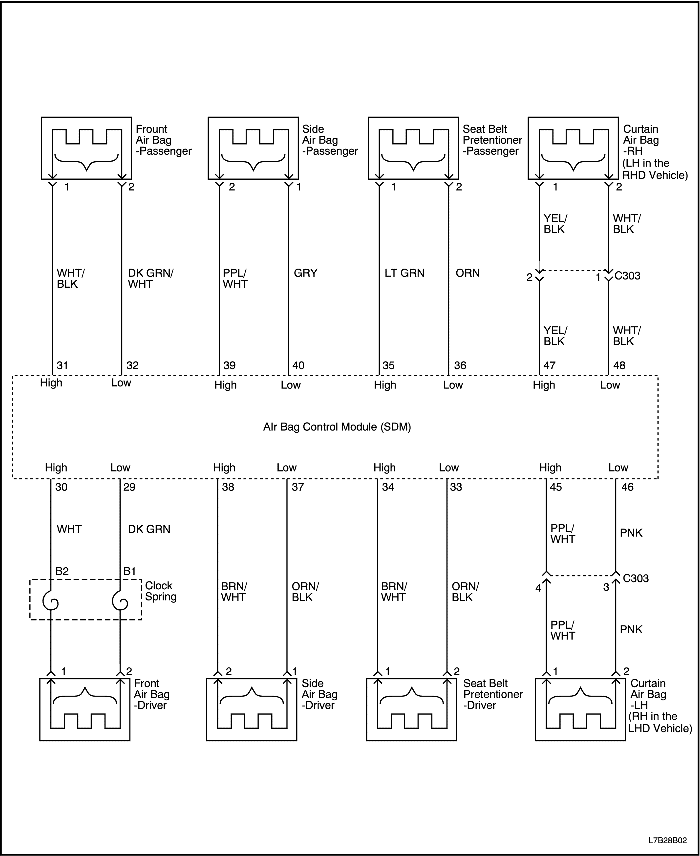 Frount
Air Bag
-Passenger
Side
Air Bag
-Passenger
Seat Belt
Pretentioner
-Passenger
Curtain
Air Bag
-RH
(LH in the
RHD Vehicle)
1 2 2 1 1 2 1 2
YEL/
BLK
WHT/
BLK
WHT/
BLK
DK GRN/
WHT
PPL/
WHT
GRY
LT GRN
ORN
2 1 C303
YEL/
BLK
WHT/
BLK
31 32 39 40 35 36 47 48
High Low High Low High Low High Low
AIr Bag Control Module (SDM)
High Low High Low High Low High Low
30 29 38 37 34 33 45 46
WHT
DK GRN
PPL/
WHT
PNK
B2 B1
Clock
Spring
BRN/
WHT
ORN/
BLK
BRN/
WHT
ORN/
BLK
4 3 C303
PPL/
WHT
PNK
1 2 2 1 1 2 1 2
Front
Air Bag
-Driver
Side
Air Bag
-Driver
Seat Belt
Pretentioner
-Driver
Curtain
Air Bag
-LH
(RH in the
LHD Vehicle)
L7B28B02